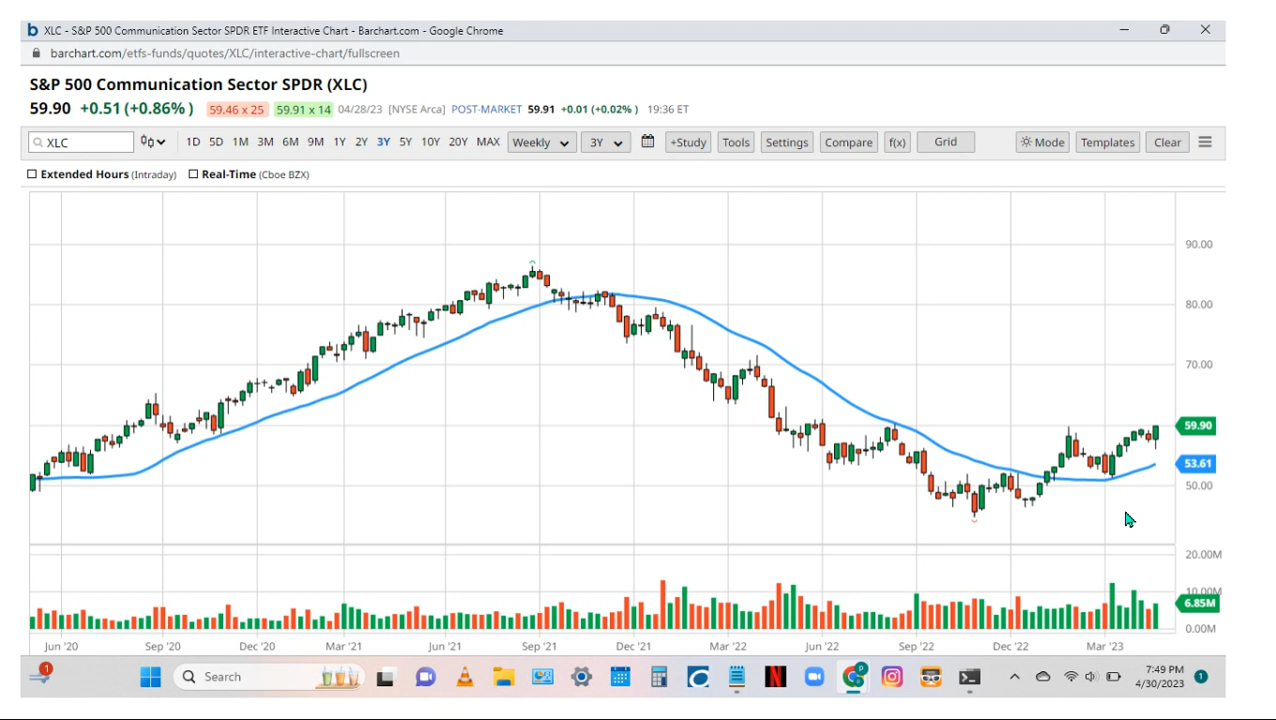 XLC - S&P 500 Communication Sector SPDR ETF Interactive Chart - Barchart.com - Google Chrome
barchart.com/etfs-funds/quotes/XLC/interactive-chart/fullscreen
S&P 500 Communication Sector SPDR (XLC)
59.90 +0.51 (+0.86%) 59.46 x 25 59.91 x 14 04/28/23 [NYSE Arca] POST-MARKET 59.91 +0.01 (+0.02%) 19:36 ET
XLC 1D 5D 1M 3M 6M 9M 1Y 2Y 3Y 5Y 10Y 20Y MAX Weekly 3Y +Study Tools Settings Compare f(x) Grid Mode Templates Clear
Extended Hours (Intraday) Real-Time (Cboe BZX)
90.00
80.00
70.00
59.90
53.61
50.00
20.00M
10.00M
6.85M
0.00M
Jun '20 Sep '20 Dec '20 Mar '21 Jun '21 Sep '21 Dec '21 Mar '22 Jun '22 Sep '22 Dec '22 Mar '23
1 Search P 7:49 PM 1
4/30/2023